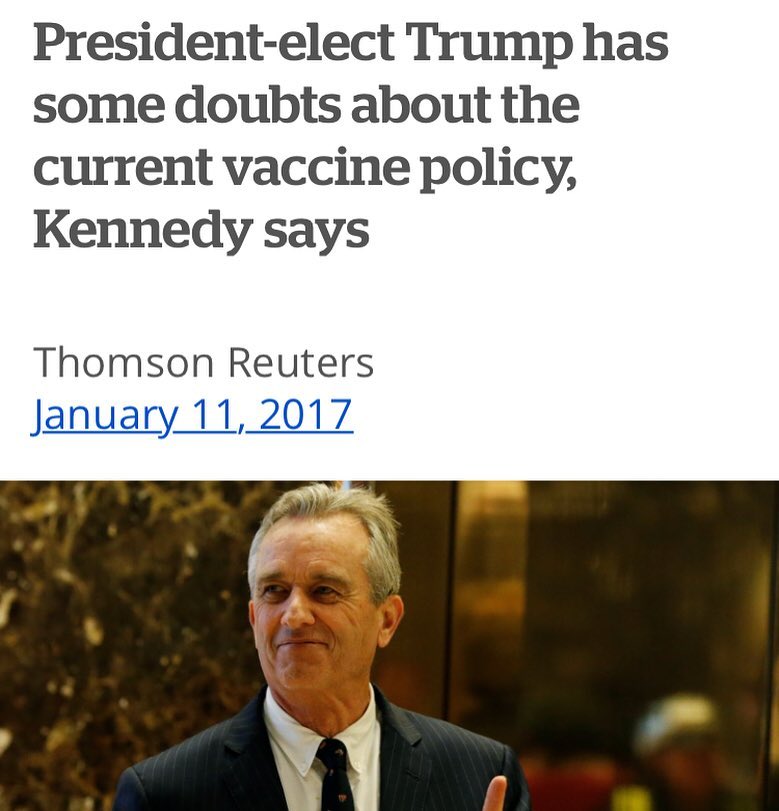 President-elect Trump has
some doubts about the
current vaccine policy,
Kennedy says
Thomson Reuters
January 11, 2017